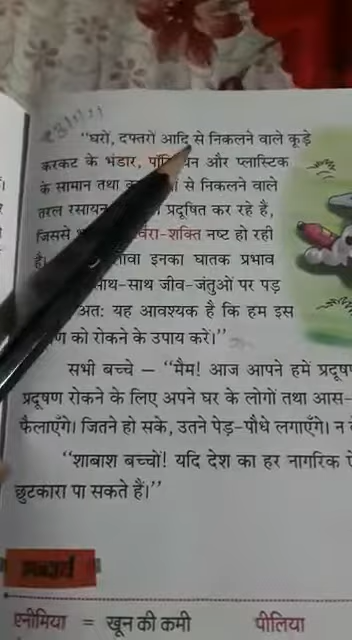 "घरों, दफ्तरों आदि से निकलने वाले कूड़े
करकट के भंडार, और प्लास्टिक
के सामान तथा से निकलने वाले
तरल रसायन प्रदूषित कर रहे है,
जिससे र्वरा-शक्ति नष्ट हो रही
है। इनका घातक प्रभाव
साथ-साथ जीव-जंतुओं पर पड़
अत: यह आवश्यक है कि हम इस
को रोकने के उपाय करें।"
सभी बच्चे – "मैम! आज आपने हमें
प्रदूषण रोकने के लिए अपने घर के लोगों तथा आस-
फैलाएँगे। जितने हो सके, उतने पेड़-पौधे लगाएँगे। न
"शाबाश बच्चों! यदि देश का हर नागरिक
छुटकारा पा सकते हैं।"
शब्दार्थ
एनीमिया = खून की कमी पीलिया